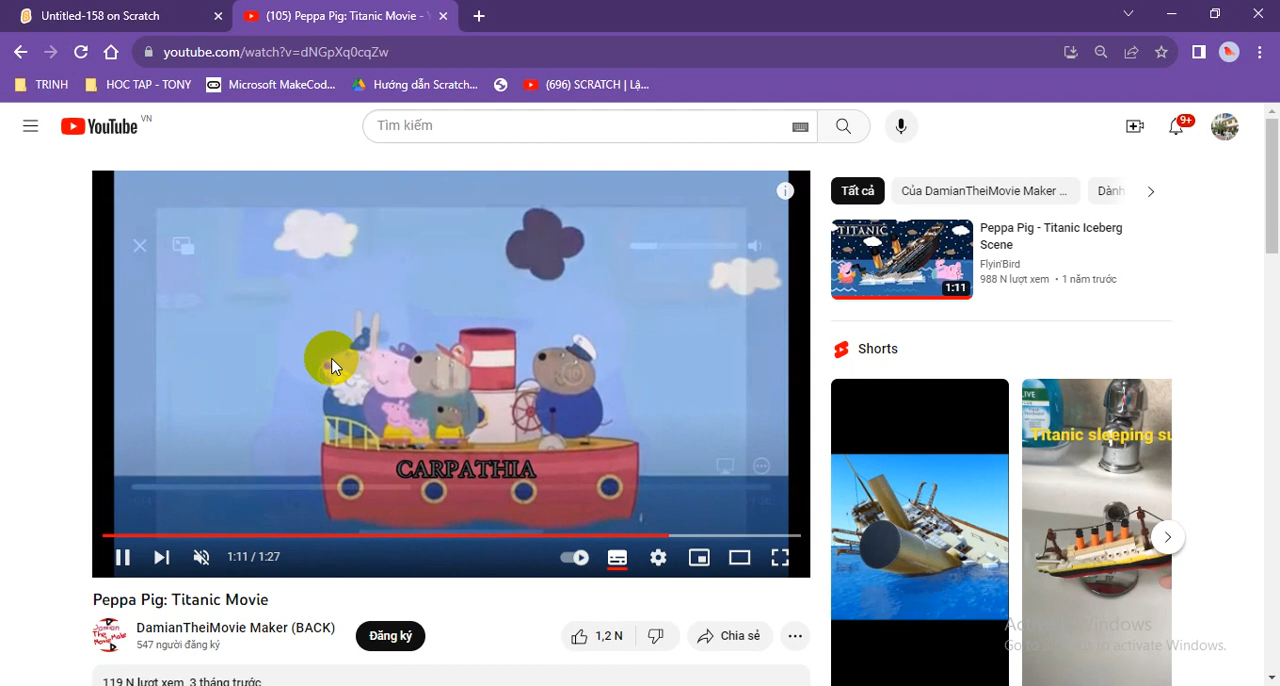 Untitled-158 on Scratch
(105) Peppa Pig: Titanic Movie -
youtube.com/watch?v=dNGpXq0cqZw
TRINH
HOC TAP - TONY
Microsoft MakeCod...
Hướng dẫn Scratch...
(696) SCRATCH | Lậ...
YouTube VN
Tìm kiếm
9+
Tất cả
Của DamianTheiMovie Maker ...
Dành
TITANIC
1:11
Peppa Pig - Titanic Iceberg
Scene
Flyin'Bird
988 N lượt xem • 1 năm trước
Shorts
LIVE
Titanic sleeping su
CARPATHIA
1:11 / 1:27
Peppa Pig: Titanic Movie
DamianTheiMovie Maker (BACK)
547 người đăng ký
Đăng ký
1,2 N
Chia sẻ
119 N lượt xem 3 tháng trước
Windows
to activate Windows.